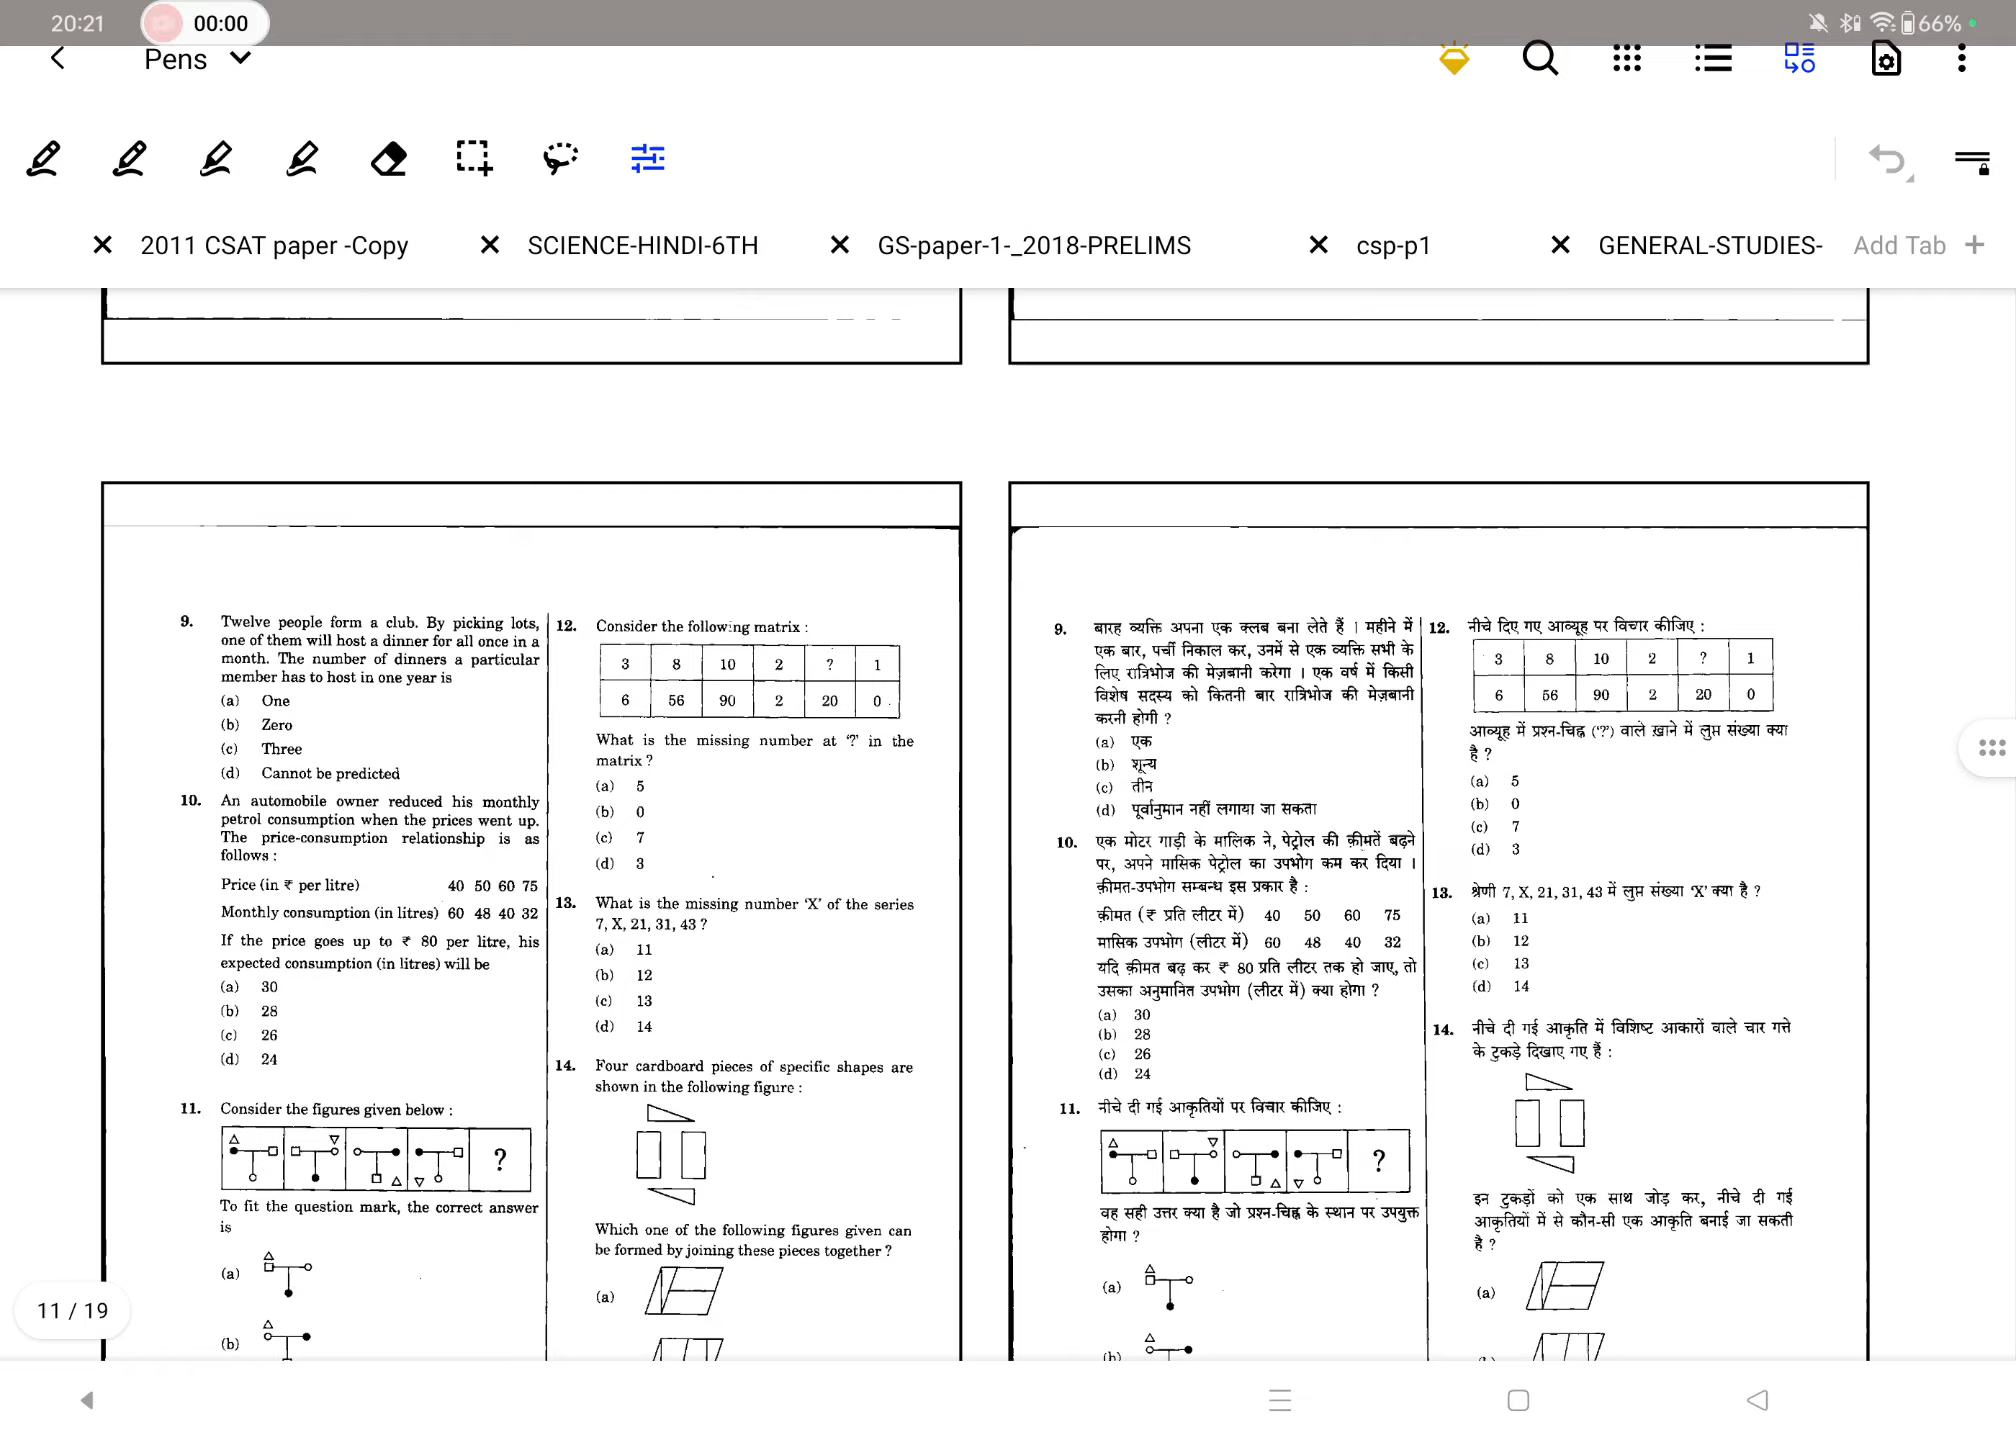 20:21
00:00
66%
Pens
2011 CSAT paper -Copy
SCIENCE-HINDI-6TH
GS-paper-1-_2018-PRELIMS
csp-p1
GENERAL-STUDIES-
Add Tab
9. Twelve people form a club. By picking lots,
one of them will host a dinner for all once in a
month. The number of dinners a particular
member has to host in one year is
(a) One
(b) Zero
(c) Three
(d) Cannot be predicted
10. An automobile owner reduced his monthly
petrol consumption when the prices went up.
The price-consumption relationship is as
follows :
Price (in ₹ per litre) 40 50 60 75
Monthly consumption (in litres) 60 48 40 32
If the price goes up to ₹ 80 per litre, his
expected consumption (in litres) will be
(a) 30
(b) 28
(c) 26
(d) 24
11. Consider the figures given below :
?
To fit the question mark, the correct answer
is
(a)
(b)
12. Consider the following matrix :
3 8 10 2 ? 1
6 56 90 2 20 0
What is the missing number at ‘?’ in the
matrix ?
(a) 5
(b) 0
(c) 7
(d) 3
13. What is the missing number ‘X’ of the series
7, X, 21, 31, 43 ?
(a) 11
(b) 12
(c) 13
(d) 14
14. Four cardboard pieces of specific shapes are
shown in the following figure :
Which one of the following figures given can
be formed by joining these pieces together ?
(a)
9. बारह व्यक्ति अपना एक क्लब बना लेते हैं । महीने में
एक बार, पर्ची निकाल कर, उनमें से एक व्यक्ति सभी के
लिए रात्रिभोज की मेज़बानी करेगा । एक वर्ष में किसी
विशेष सदस्य को कितनी बार रात्रिभोज की मेज़बानी
करनी होगी ?
(a) एक
(b) शून्य
(c) तीन
(d) पूर्वानुमान नहीं लगाया जा सकता
10. एक मोटर गाड़ी के मालिक ने, पेट्रोल की क़ीमतें बढ़ने
पर, अपने मासिक पेट्रोल का उपभोग कम कर दिया ।
क़ीमत-उपभोग सम्बन्ध इस प्रकार है :
क़ीमत (₹ प्रति लीटर में) 40 50 60 75
मासिक उपभोग (लीटर में) 60 48 40 32
यदि क़ीमत बढ़ कर ₹ 80 प्रति लीटर तक हो जाए, तो
उसका अनुमानित उपभोग (लीटर में) क्या होगा ?
(a) 30
(b) 28
(c) 26
(d) 24
11. नीचे दी गई आकृतियों पर विचार कीजिए :
?
वह सही उत्तर क्या है जो प्रश्न-चिह्न के स्थान पर उपयुक्त
होगा ?
(a)
(b)
12. नीचे दिए गए आव्यूह पर विचार कीजिए :
3 8 10 2 ? 1
6 56 90 2 20 0
आव्यूह में प्रश्न-चिह्न (‘?’) वाले ख़ाने में लुप्त संख्या क्या
है ?
(a) 5
(b) 0
(c) 7
(d) 3
13. श्रेणी 7, X, 21, 31, 43 में लुप्त संख्या ‘X’ क्या है ?
(a) 11
(b) 12
(c) 13
(d) 14
14. नीचे दी गई आकृति में विशिष्ट आकारों वाले चार गत्ते
के टुकड़े दिखाए गए हैं :
इन टुकड़ों को एक साथ जोड़ कर, नीचे दी गई
आकृतियों में से कौन-सी एक आकृति बनाई जा सकती
है ?
(a)
11 / 19